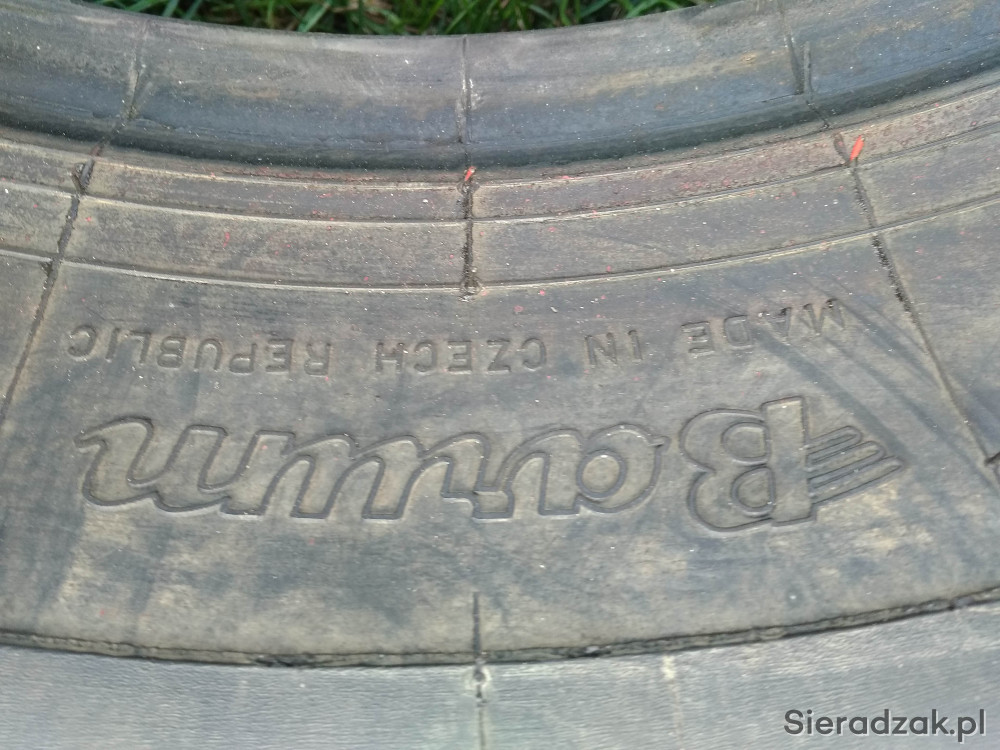 Barum
MADE IN CZECH REPUBLIC
Sieradzak.pl